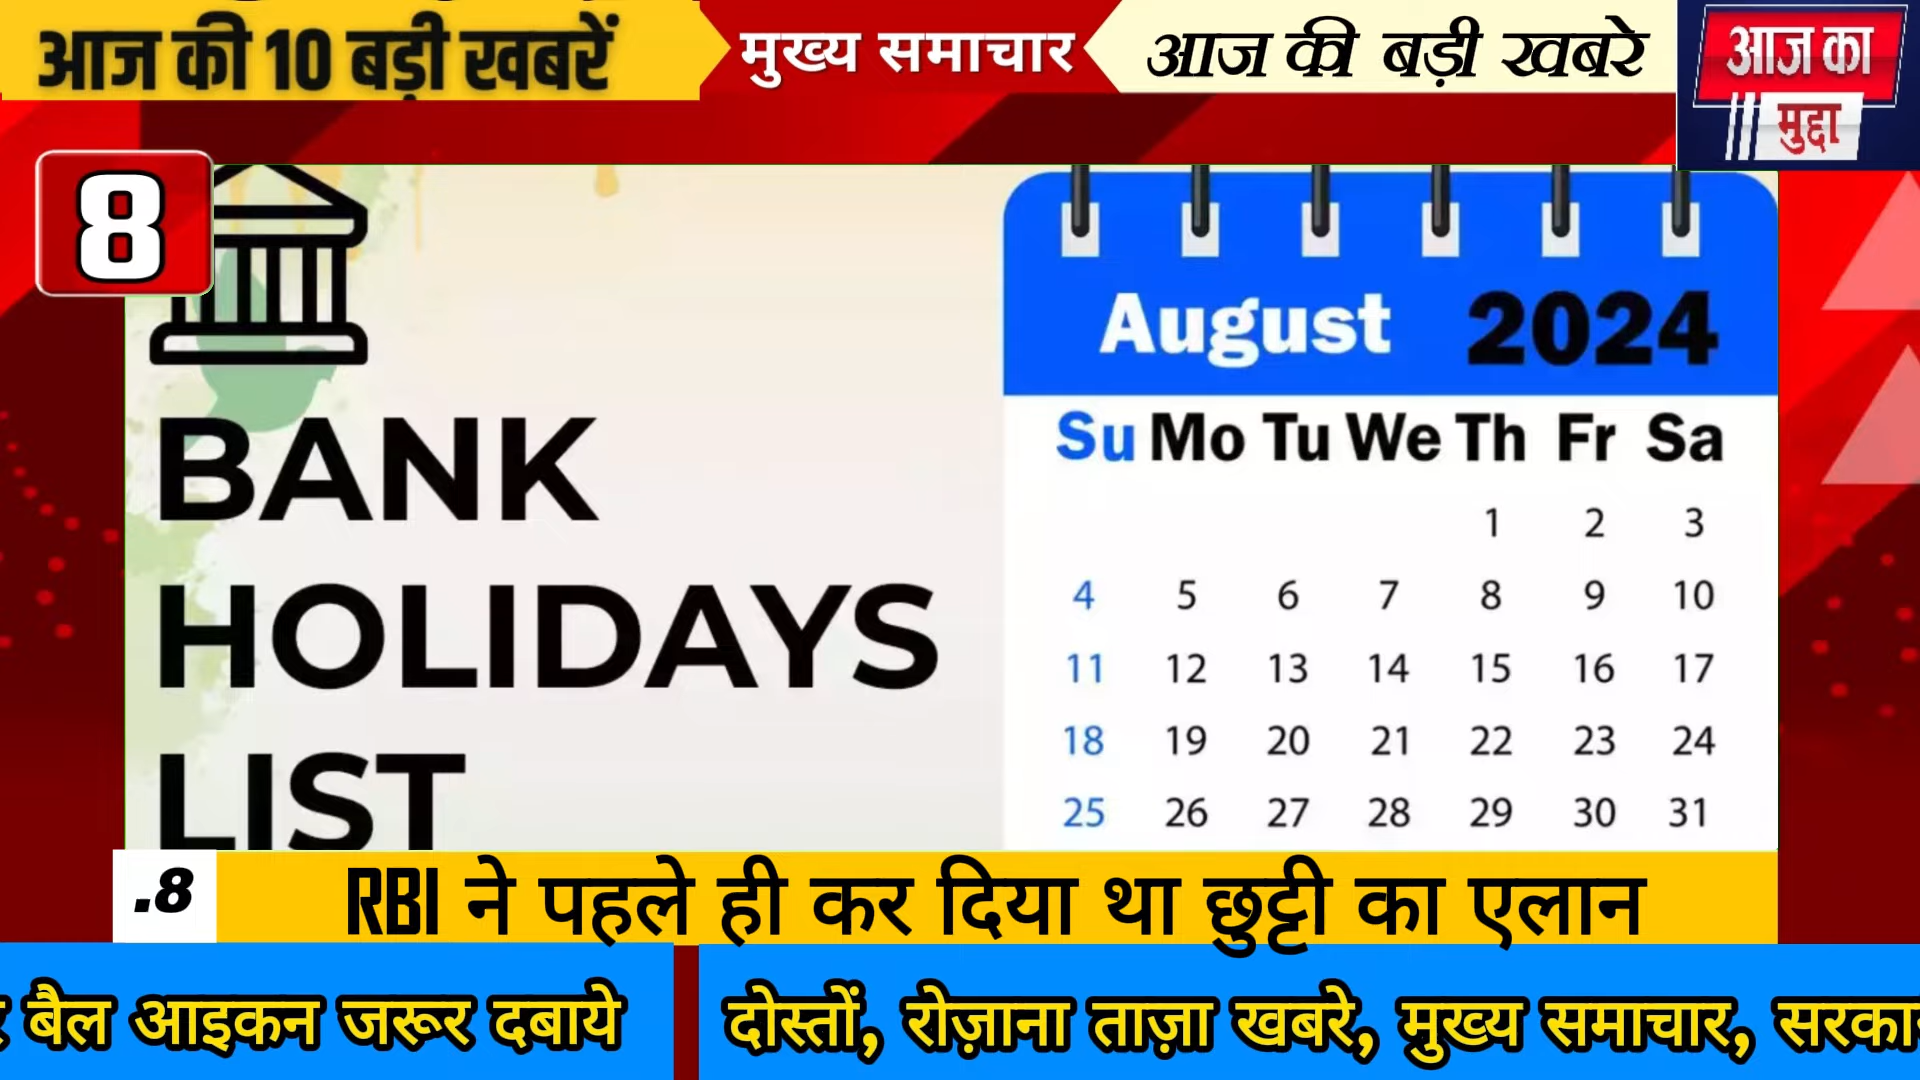 आज की 10 बड़ी खबरें
मुख्य समाचार
आज की बड़ी खबरे
आज का
मुद्दा
8
BANK
HOLIDAYS
LIST
August 2024
Su Mo Tu We Th Fr Sa
1 2 3
4 5 6 7 8 9 10
11 12 13 14 15 16 17
18 19 20 21 22 23 24
25 26 27 28 29 30 31
.8
RBI ने पहले ही कर दिया था छुट्टी का एलान
बैल आइकन जरूर दबाये
दोस्तों, रोज़ाना ताज़ा खबरे, मुख्य समाचार,